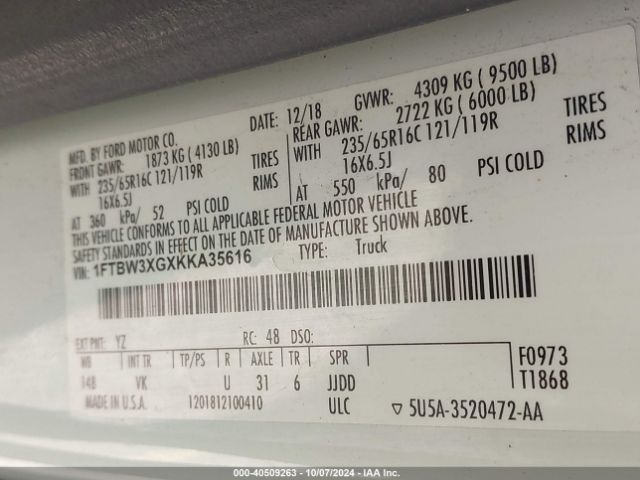 MFD. BY FORD MOTOR CO.
DATE: 12/18
GVWR: 4309 KG ( 9500 LB)
FRONT GAWR: 1873 KG ( 4130 LB)
REAR GAWR: 2722 KG ( 6000 LB)
WITH 235/65R16C 121/119R TIRES
WITH 235/65R16C 121/119R TIRES
16X6.5J RIMS
16X6.5J RIMS
AT 360 kPa/ 52 PSI COLD
AT 550 kPa/ 80 PSI COLD
THIS VEHICLE CONFORMS TO ALL APPLICABLE FEDERAL MOTOR VEHICLE
SAFETY STANDARDS IN EFFECT ON THE DATE OF MANUFACTURE SHOWN ABOVE.
VIN: 1FTBW3XGXKKA35616
TYPE: Truck
EXT PNT: YZ RC: 48 DSO:
WB INT TR TP/PS R AXLE TR SPR
148 VK U 31 6 JJDD
F0973
T1868
MADE IN U.S.A. 1201812100410 ULC ▽ 5U5A-3520472-AA
000-40509263 - 10/07/2024 - IAA Inc.